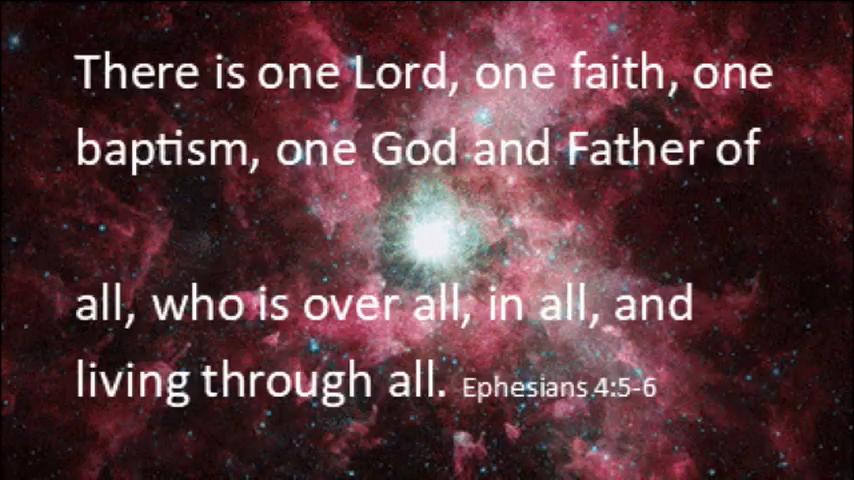 There is one Lord, one faith, one
baptism, one God and Father of
all, who is over all, in all, and
living through all. Ephesians 4:5-6